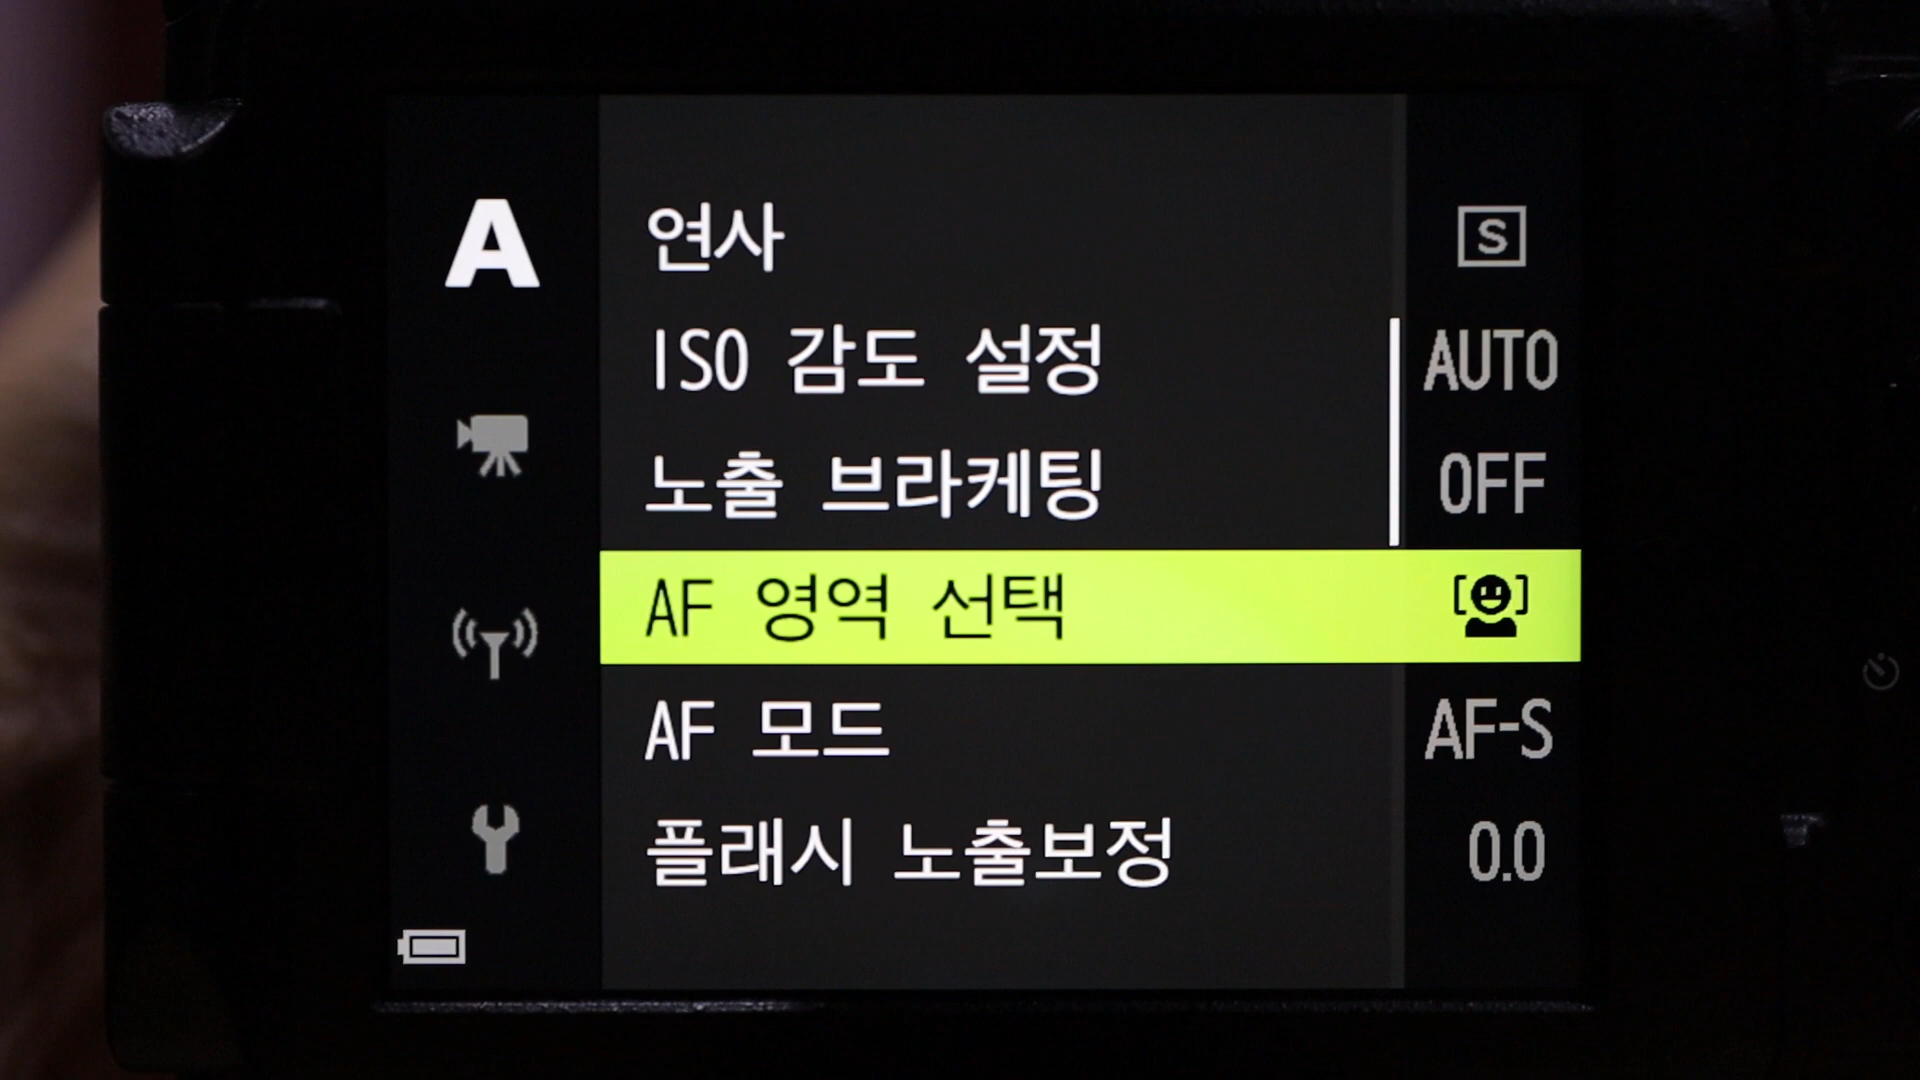 A
연사 S
ISO 감도 설정 AUTO
노출 브라케팅 OFF
AF 영역 선택
AF 모드 AF-S
플래시 노출보정 0.0